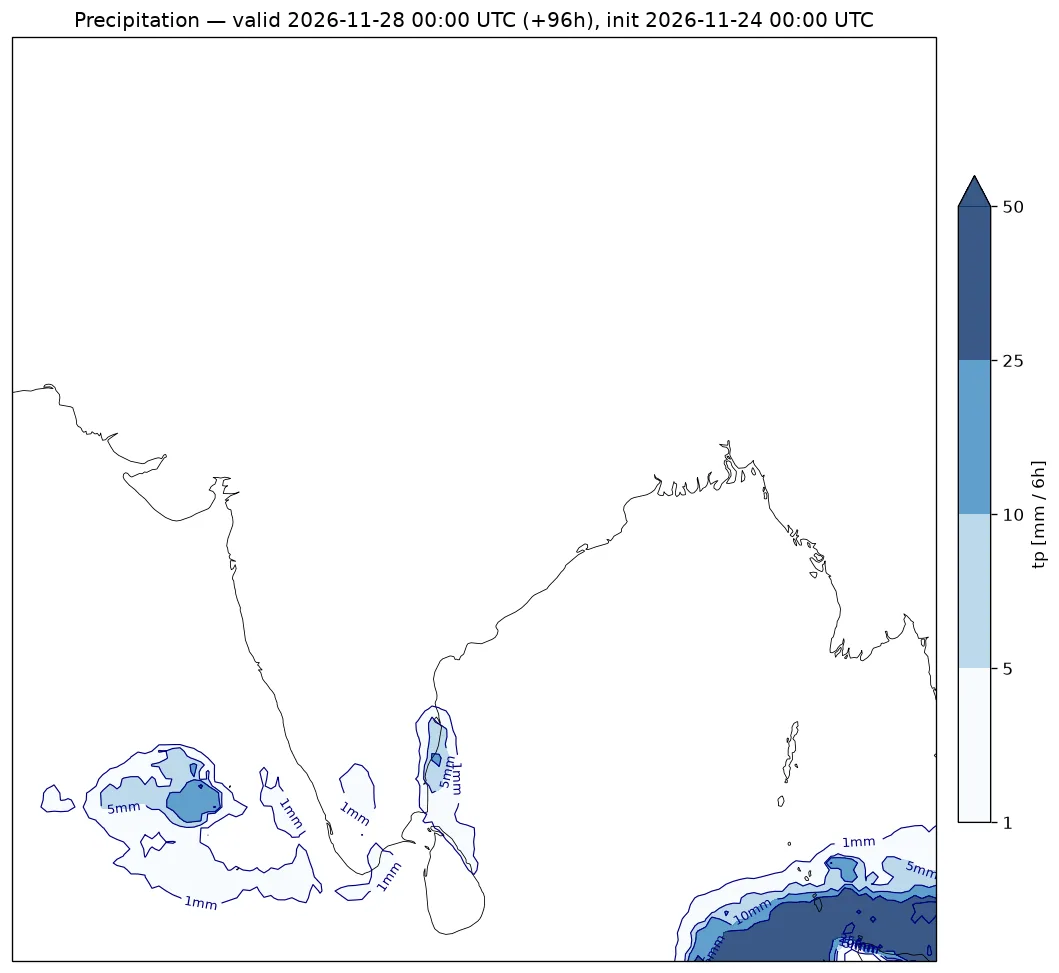 Precipitation — valid 2026-11-28 00:00 UTC (+96h), init 2026-11-24 00:00 UTC
50
25
10
5
1
tp [mm / 6h]
5mm
1mm
1mm
5mm
1mm
1mm
1mm
1mm
5mm
10mm